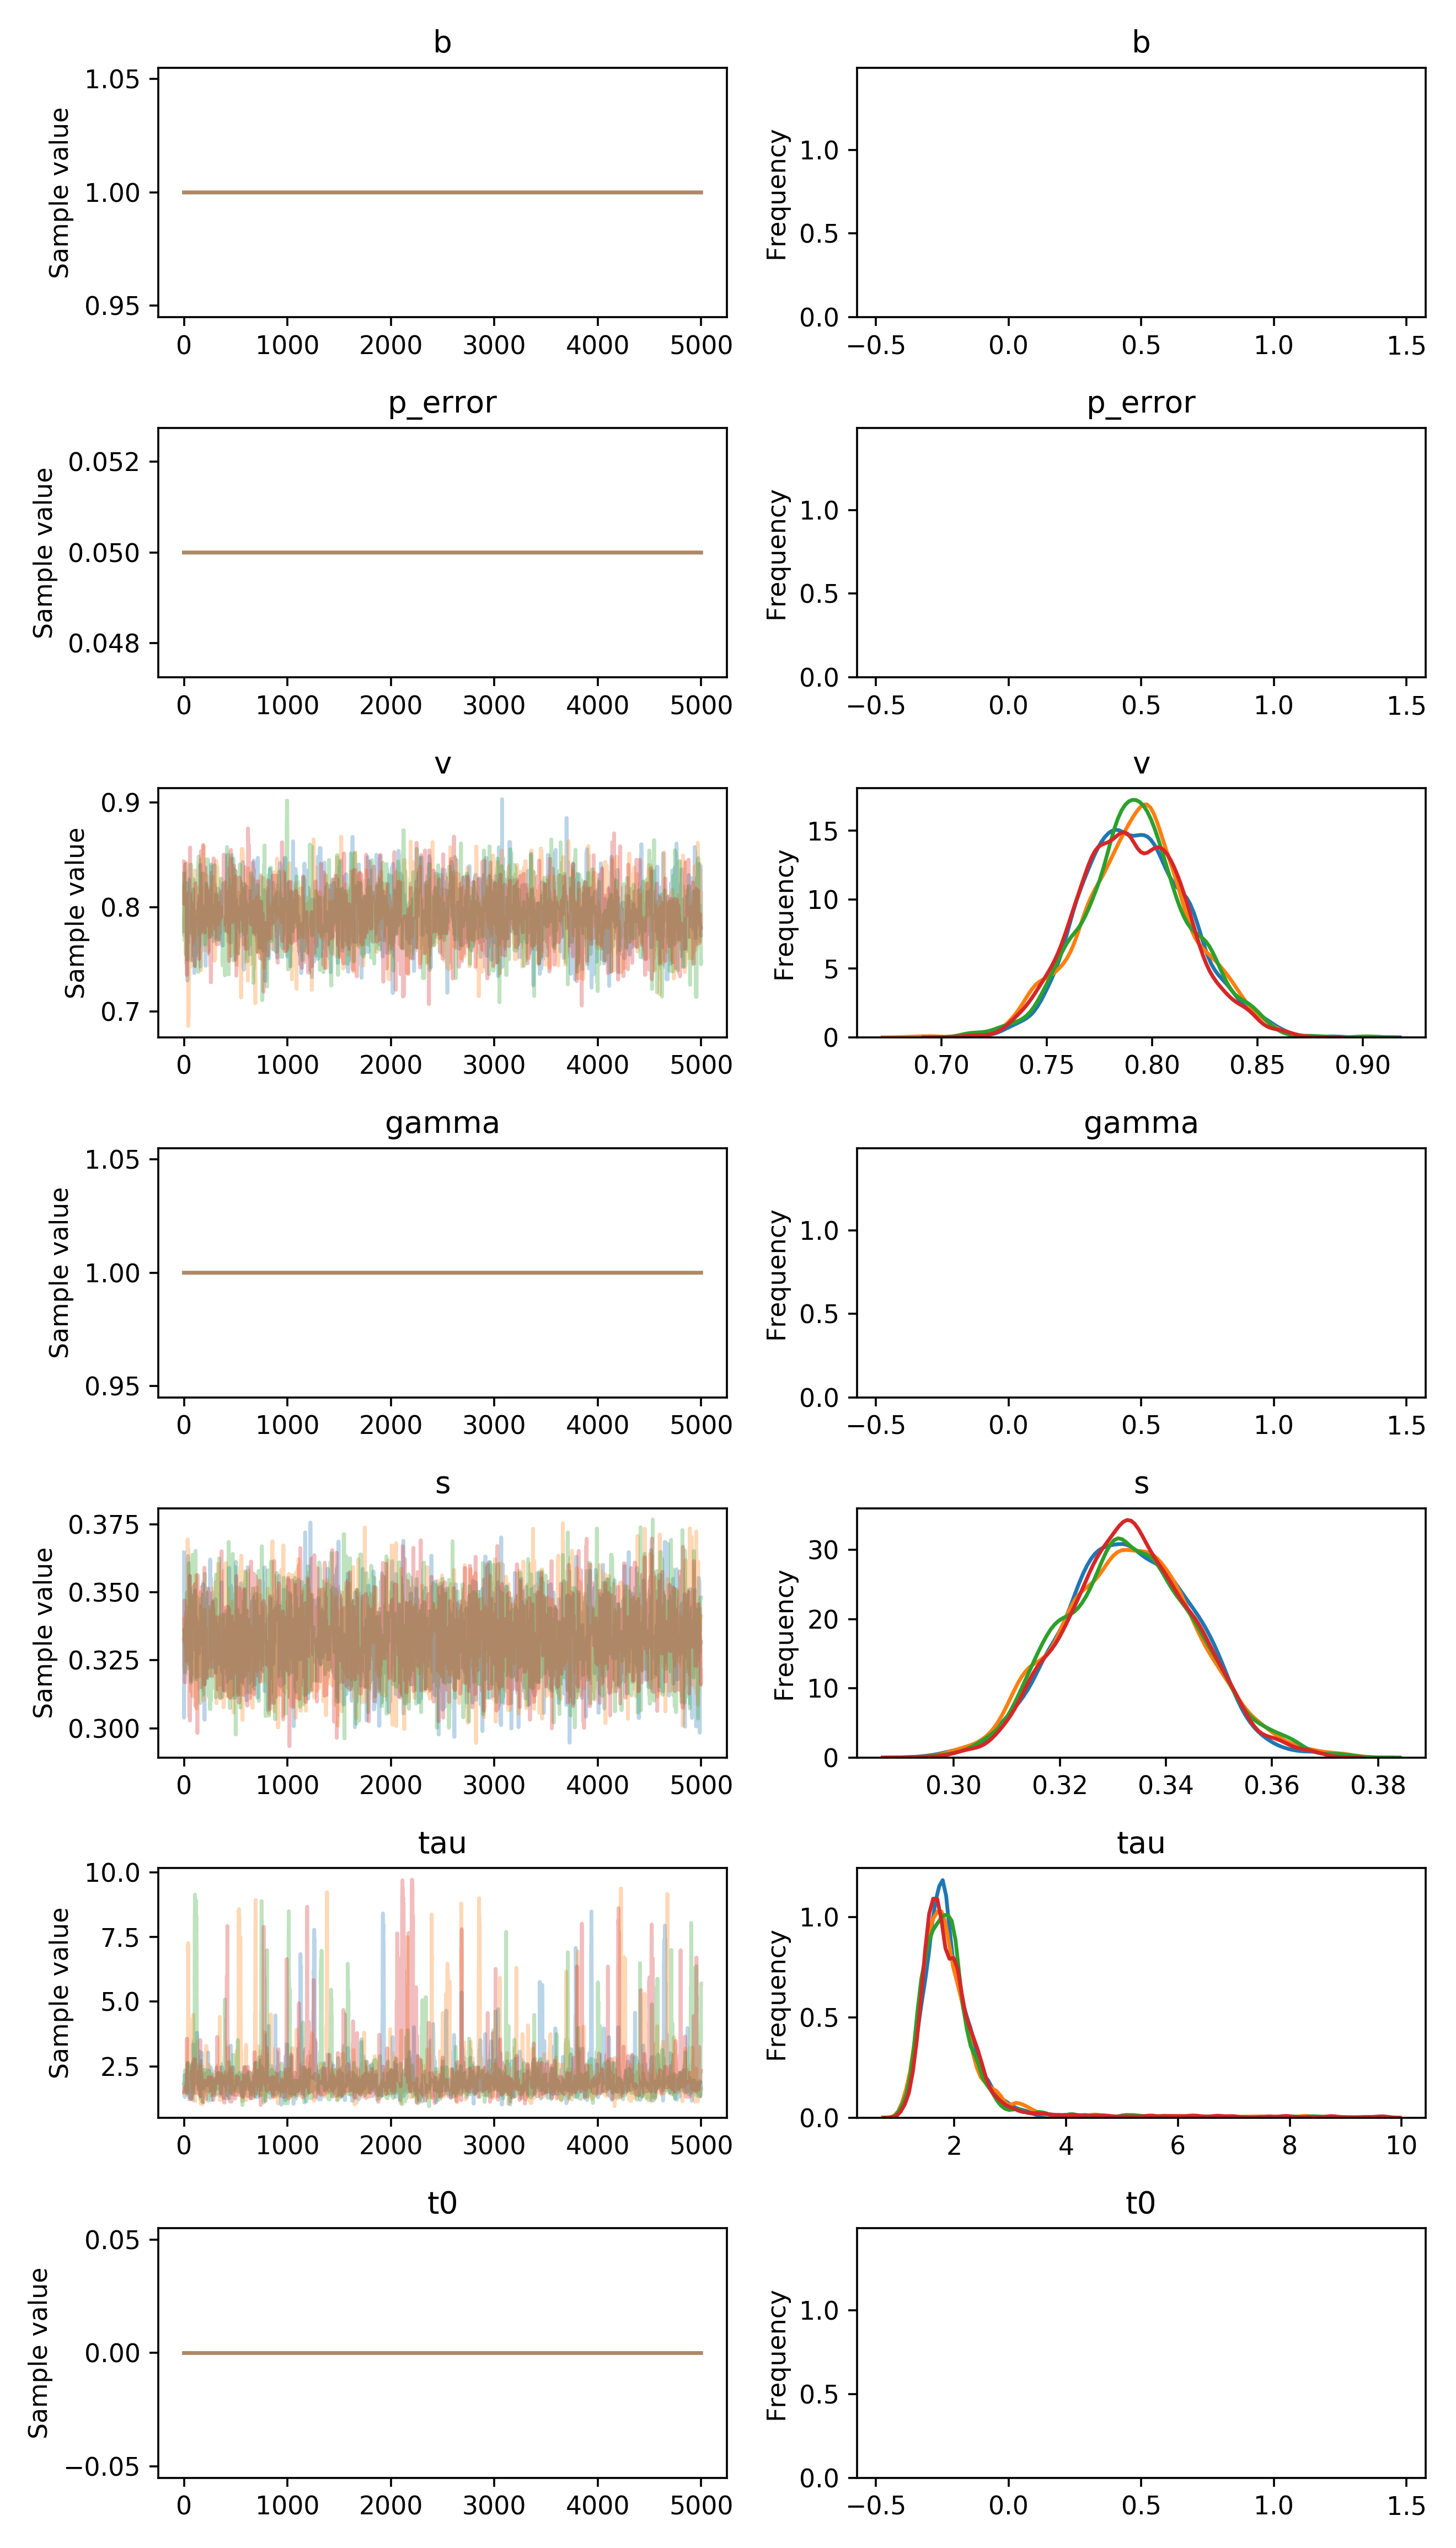 b
b
1.05
1.00
0.95
Sample value
0 1000 2000 3000 4000 5000
1.0
0.5
0.0
Frequency
−0.5 0.0 0.5 1.0 1.5
p_error
p_error
0.052
0.050
0.048
Sample value
0 1000 2000 3000 4000 5000
1.0
0.5
0.0
Frequency
−0.5 0.0 0.5 1.0 1.5
v
v
0.9
0.8
0.7
Sample value
0 1000 2000 3000 4000 5000
15
10
5
0
Frequency
0.70 0.75 0.80 0.85 0.90
gamma
gamma
1.05
1.00
0.95
Sample value
0 1000 2000 3000 4000 5000
1.0
0.5
0.0
Frequency
−0.5 0.0 0.5 1.0 1.5
s
s
0.375
0.350
0.325
0.300
Sample value
0 1000 2000 3000 4000 5000
30
20
10
0
Frequency
0.30 0.32 0.34 0.36 0.38
tau
tau
10.0
7.5
5.0
2.5
Sample value
0 1000 2000 3000 4000 5000
1.0
0.5
0.0
Frequency
2 4 6 8 10
t0
t0
0.05
0.00
−0.05
Sample value
0 1000 2000 3000 4000 5000
1.0
0.5
0.0
Frequency
−0.5 0.0 0.5 1.0 1.5